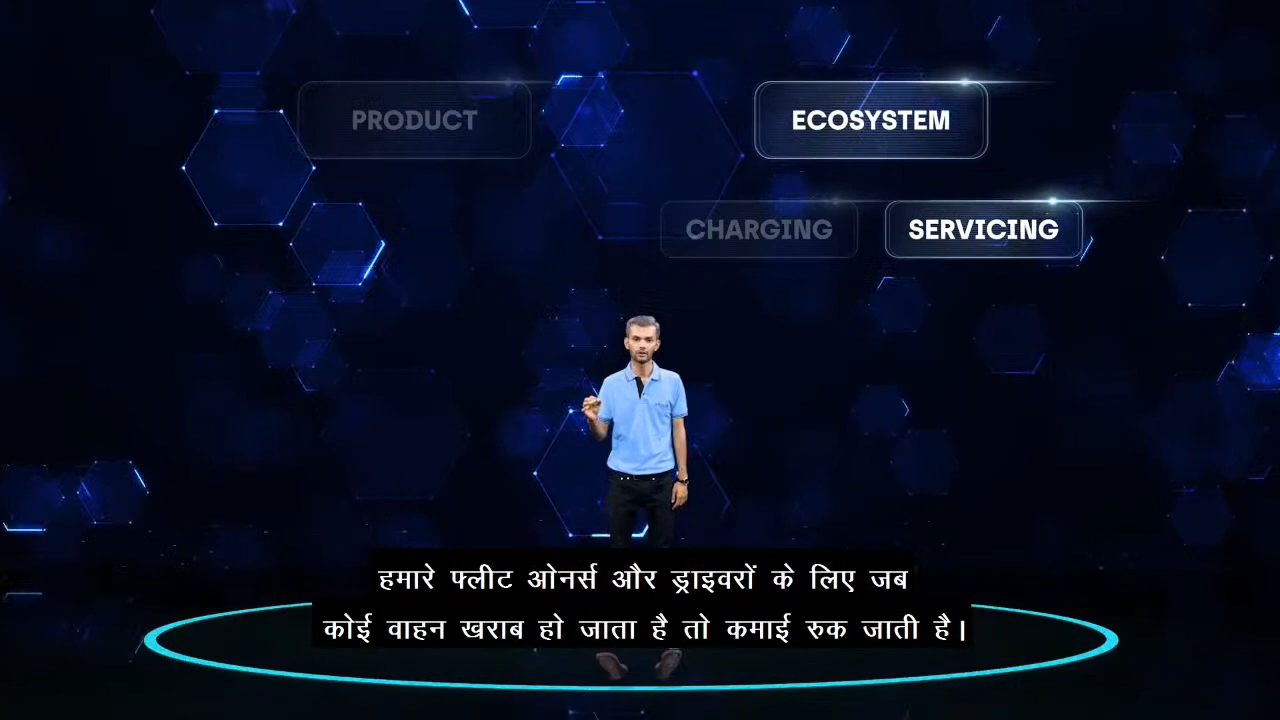 PRODUCT
ECOSYSTEM
CHARGING
SERVICING
हमारे फ्लीट ओनर्स और ड्राइवरों के लिए जब
कोई वाहन खराब हो जाता है तो कमाई रुक जाती है।